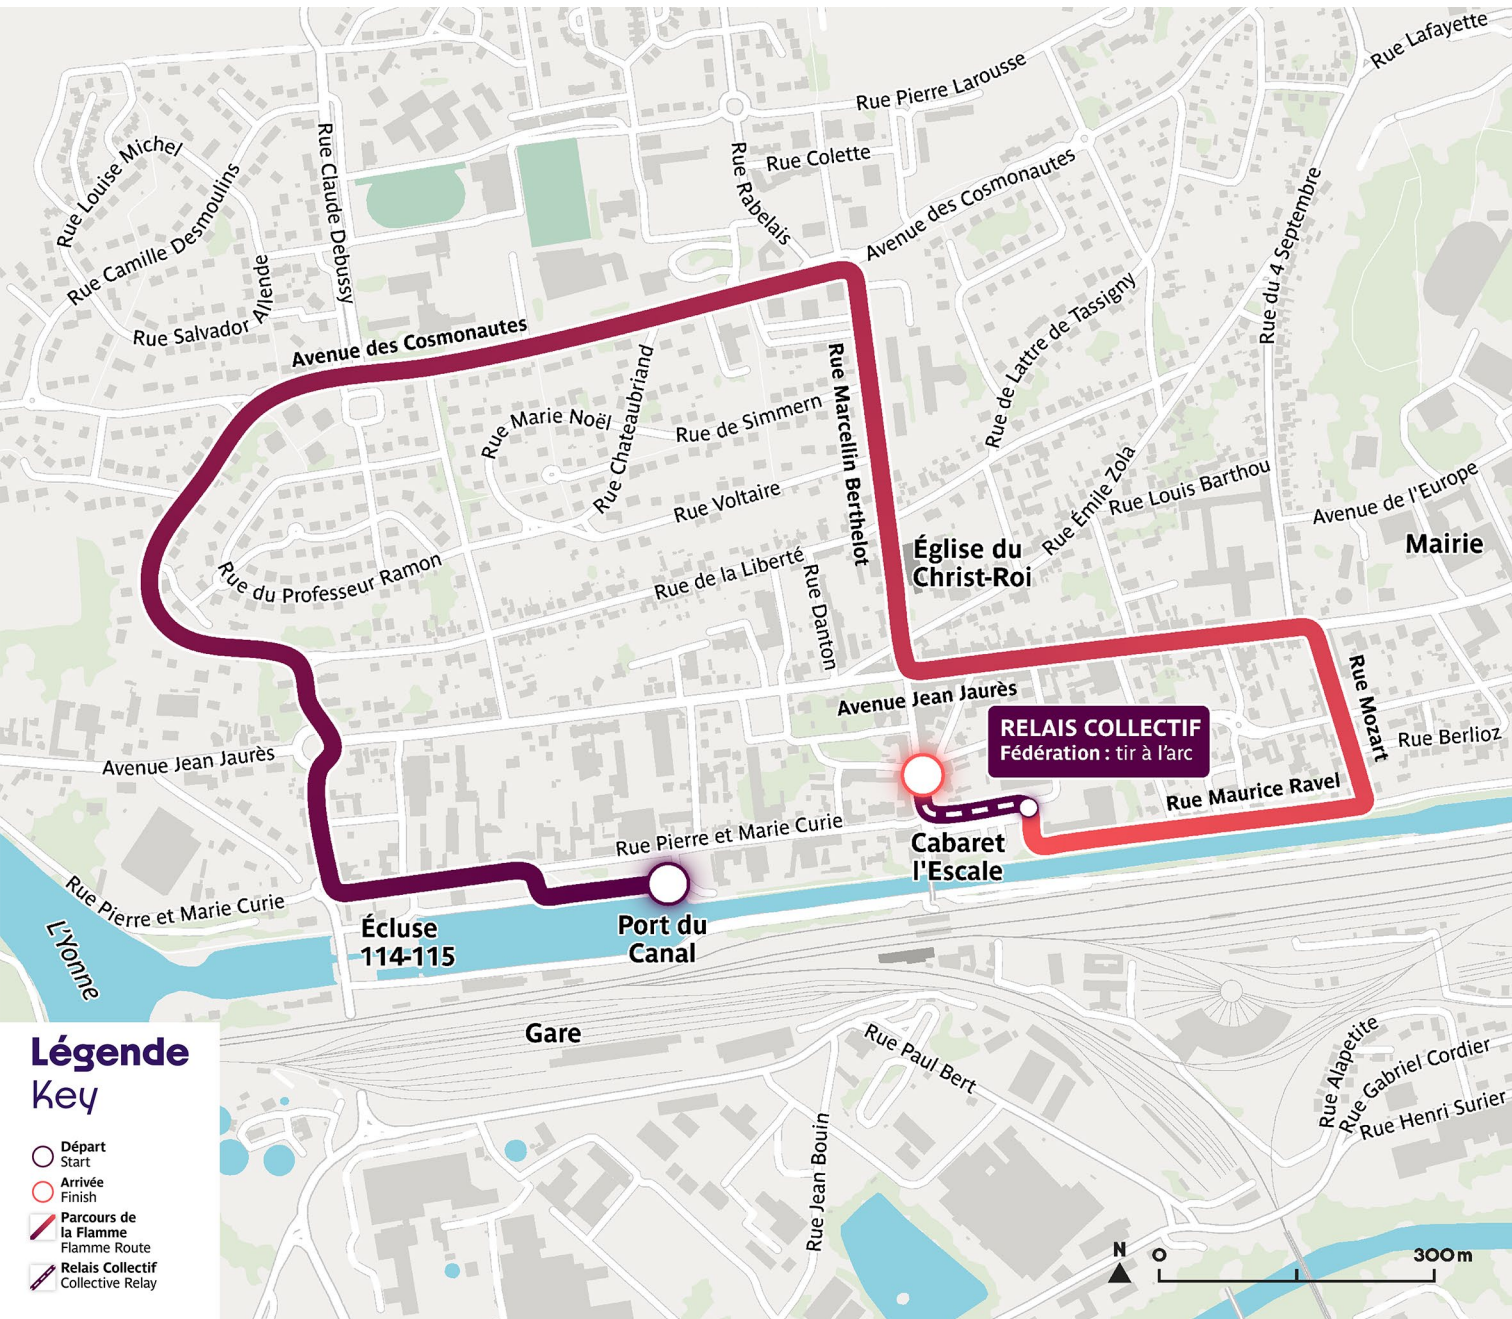 Rue Lafayette
Rue Pierre Larousse
Rue Louise Michel
Rue Camille Desmoulins
Rue Claude Debussy
Rue Rabelais
Rue Colette
Avenue des Cosmonautes
Rue du 4 Septembre
Rue Salvador Allende
Avenue des Cosmonautes
Rue de Lattre de Tassigny
Rue Marie Noël
Rue Chateaubriand
Rue de Simmern
Rue Marcellin Berthelot
Rue Voltaire
Rue Émile Zola
Rue Louis Barthou
Avenue de l'Europe
Mairie
Église du
Christ-Roi
Rue du Professeur Ramon
Rue de la Liberté
Rue Danton
Avenue Jean Jaurès
Rue Mozart
RELAIS COLLECTIF
Fédération : tir à l'arc
Rue Berlioz
Avenue Jean Jaurès
Rue Maurice Ravel
Rue Pierre et Marie Curie
Cabaret
l'Escale
Rue Pierre et Marie Curie
L'Yonne
Écluse
114-115
Port du
Canal
Gare
Rue Paul Bert
Rue Jean Bouin
Rue Alapetite
Rue Gabriel Cordier
Rue Henri Surier
Légende
Key
Départ
Start
Arrivée
Finish
Parcours de
la Flamme
Flamme Route
Relais Collectif
Collective Relay
N
0
300m